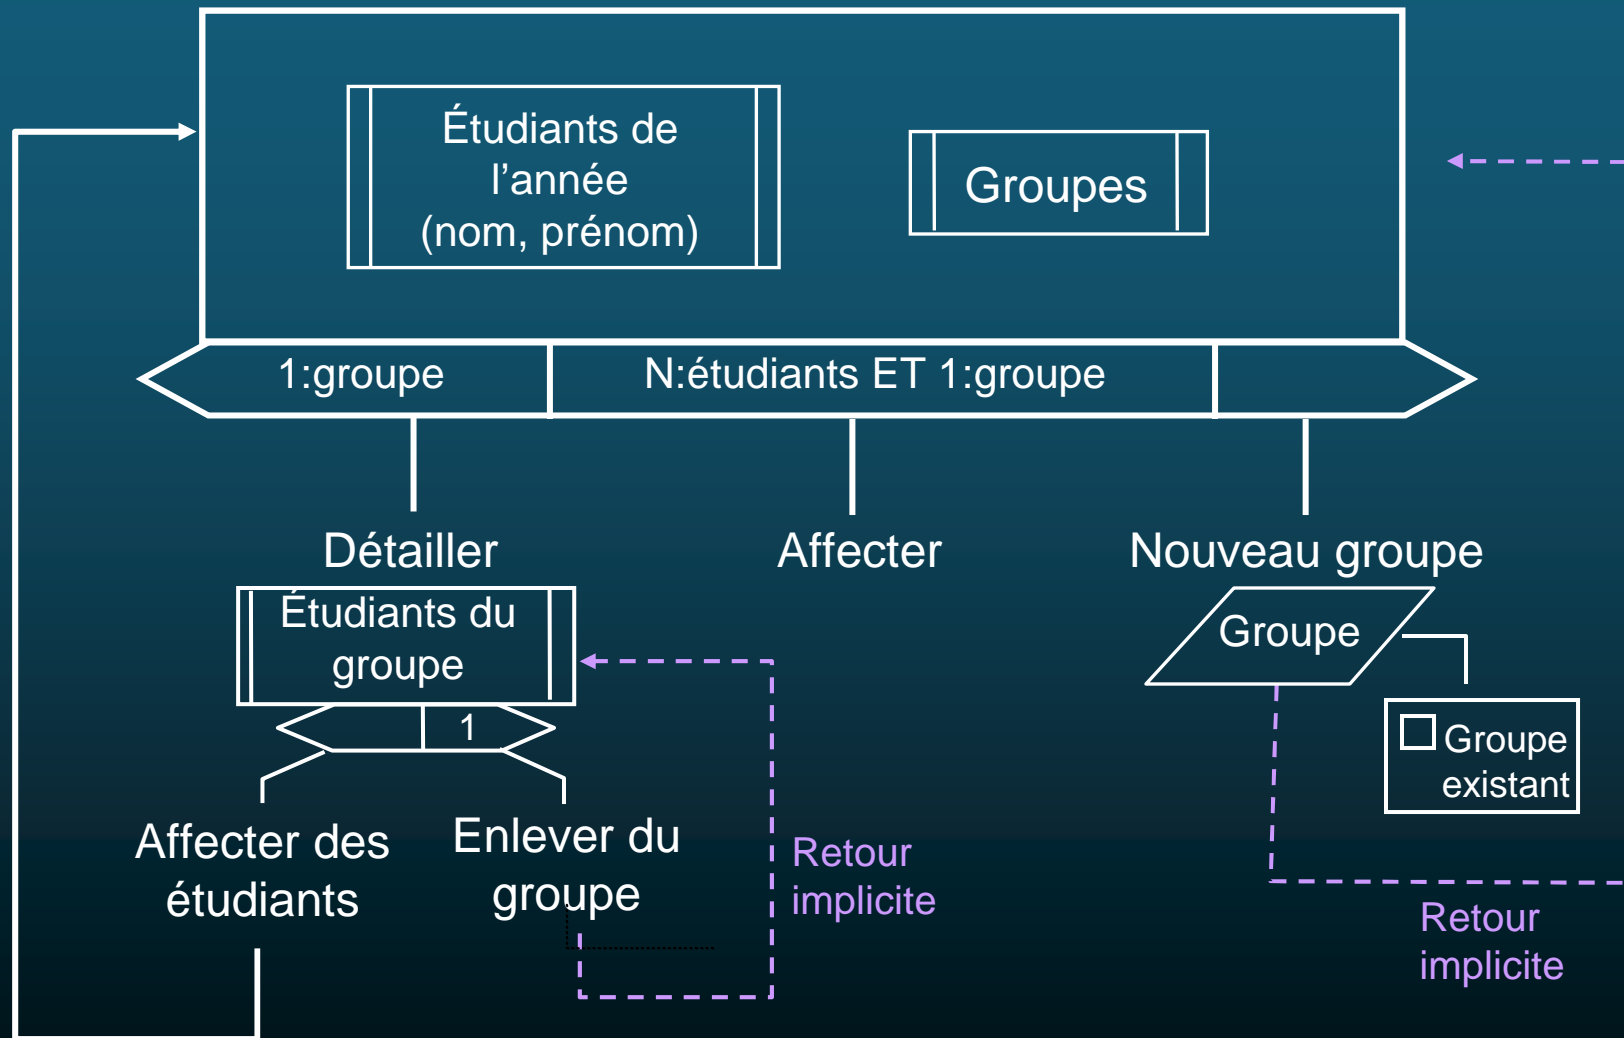 Étudiants de
l’année
(nom, prénom)
Groupes
1:groupe
N:étudiants ET 1:groupe
Détailler
Affecter
Nouveau groupe
Étudiants du
groupe
1
Groupe
Groupe
existant
Affecter des
étudiants
Enlever du
groupe
Retour
implicite
Retour
implicite